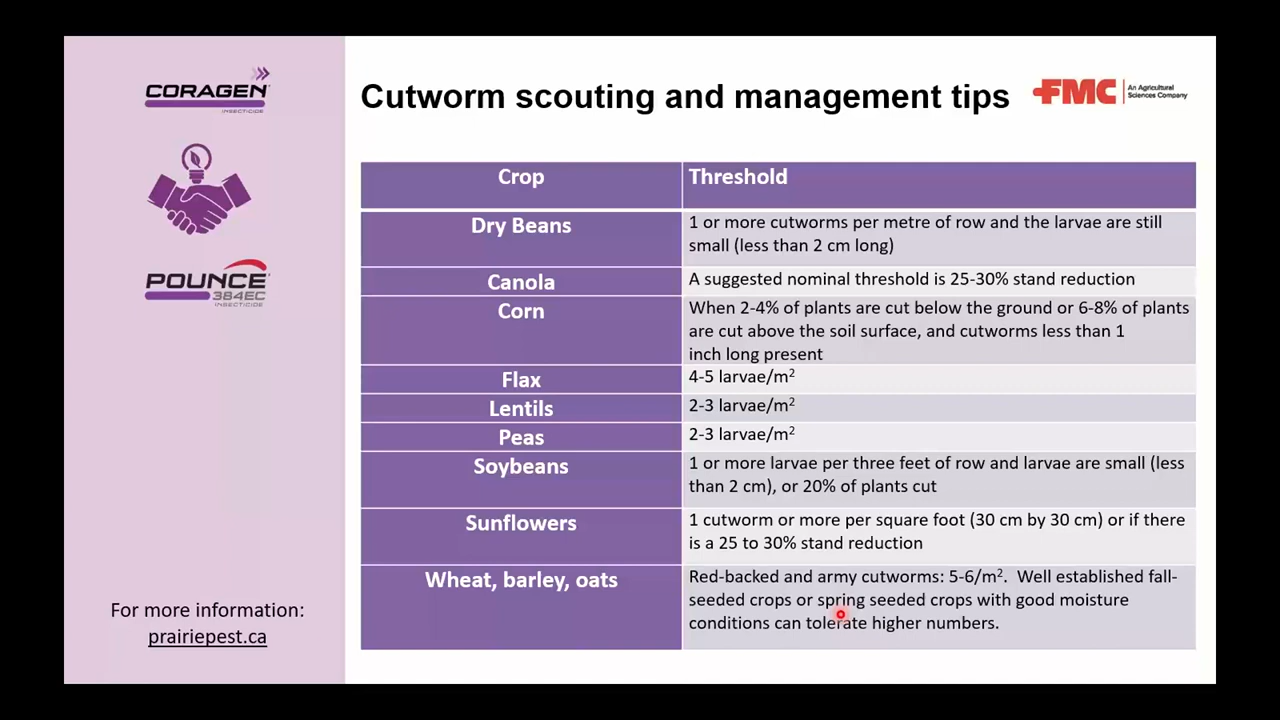 CORAGEN
INSECTICIDE
POUNCE
384EC
INSECTICIDE
For more information:
prairiepest.ca
Cutworm scouting and management tips
FMC
An Agricultural
Sciences Company
Crop
Threshold
Dry Beans
1 or more cutworms per metre of row and the larvae are still
small (less than 2 cm long)
Canola
A suggested nominal threshold is 25-30% stand reduction
Corn
When 2-4% of plants are cut below the ground or 6-8% of plants
are cut above the soil surface, and cutworms less than 1
inch long present
Flax
4-5 larvae/m²
Lentils
2-3 larvae/m²
Peas
2-3 larvae/m²
Soybeans
1 or more larvae per three feet of row and larvae are small (less
than 2 cm), or 20% of plants cut
Sunflowers
1 cutworm or more per square foot (30 cm by 30 cm) or if there
is a 25 to 30% stand reduction
Wheat, barley, oats
Red-backed and army cutworms: 5-6/m². Well established fall-
seeded crops or spring seeded crops with good moisture
conditions can tolerate higher numbers.